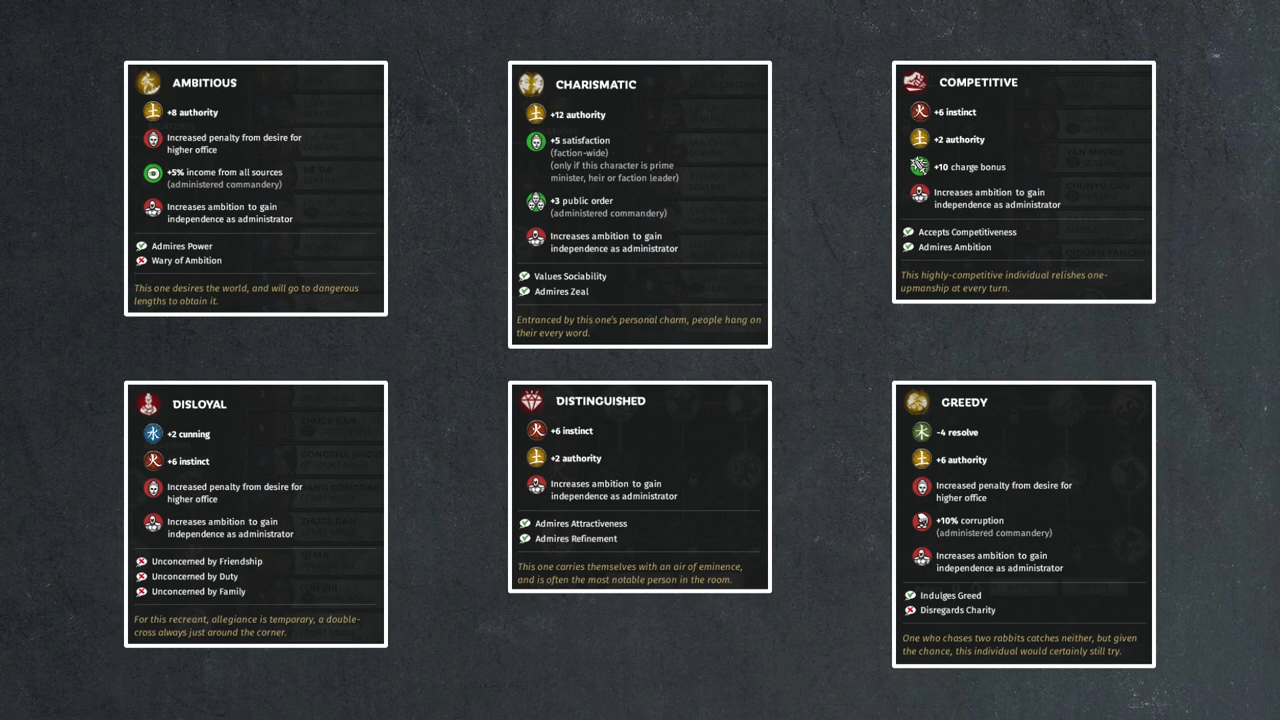 AMBITIOUS
土 +8 authority
Increased penalty from desire for
higher office
+5% income from all sources
(administered commandery)
Increases ambition to gain
independence as administrator
Admires Power
Wary of Ambition
This one desires the world, and will go to dangerous
lengths to obtain it.
CHARISMATIC
土 +12 authority
+5 satisfaction
(faction-wide)
(only if this character is prime
minister, heir or faction leader)
+3 public order
(administered commandery)
Increases ambition to gain
independence as administrator
Values Sociability
Admires Zeal
Entranced by this one's personal charm, people hang on
their every word.
COMPETITIVE
火 +6 instinct
土 +2 authority
+10 charge bonus
Increases ambition to gain
independence as administrator
Accepts Competitiveness
Admires Ambition
This highly-competitive individual relishes one-
upmanship at every turn.
DISLOYAL
水 +2 cunning
火 +6 instinct
Increased penalty from desire for
higher office
Increases ambition to gain
independence as administrator
Unconcerned by Friendship
Unconcerned by Duty
Unconcerned by Family
For this recreant, allegiance is temporary, a double-
cross always just around the corner.
DISTINGUISHED
火 +6 instinct
土 +2 authority
Increases ambition to gain
independence as administrator
Admires Attractiveness
Admires Refinement
This one carries themselves with an air of eminence,
and is often the most notable person in the room.
GREEDY
木 -4 resolve
土 +6 authority
Increased penalty from desire for
higher office
+10% corruption
(administered commandery)
Increases ambition to gain
independence as administrator
Indulges Greed
Disregards Charity
One who chases two rabbits catches neither, but given
the chance, this individual would certainly still try.